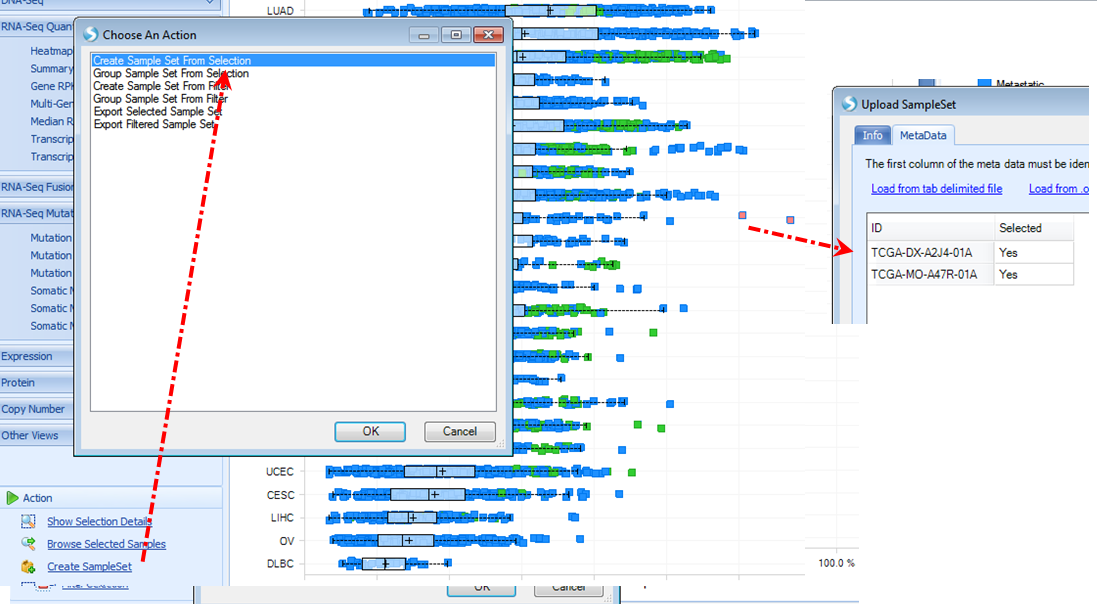 DNA-Seq
RNA-Seq Quan
Heatmap
Summary
Gene RPK
Multi-Gen
Median R
Transcrip
Transcrip
RNA-Seq Fusion
RNA-Seq Mutat
Mutation
Mutation
Mutation
Somatic M
Somatic M
Somatic M
Expression
Protein
Copy Number
Other Views
Action
Show Selection Details
Browse Selected Samples
Create SampleSet
Filter Selection
Choose An Action
Create Sample Set From Selection
Group Sample Set From Selection
Create Sample Set From Filter
Group Sample Set From Filter
Export Selected Sample Set
Export Filtered Sample Set
OK
Cancel
LUAD
UCEC
CESC
LIHC
OV
DLBC
100.0 %
OK
Cancel
Metastatic
Upload SampleSet
Info
MetaData
The first column of the meta data must be iden
Load from tab delimited file
Load from .o
ID Selected
TCGA-DX-A2J4-01A Yes
TCGA-MO-A47R-01A Yes